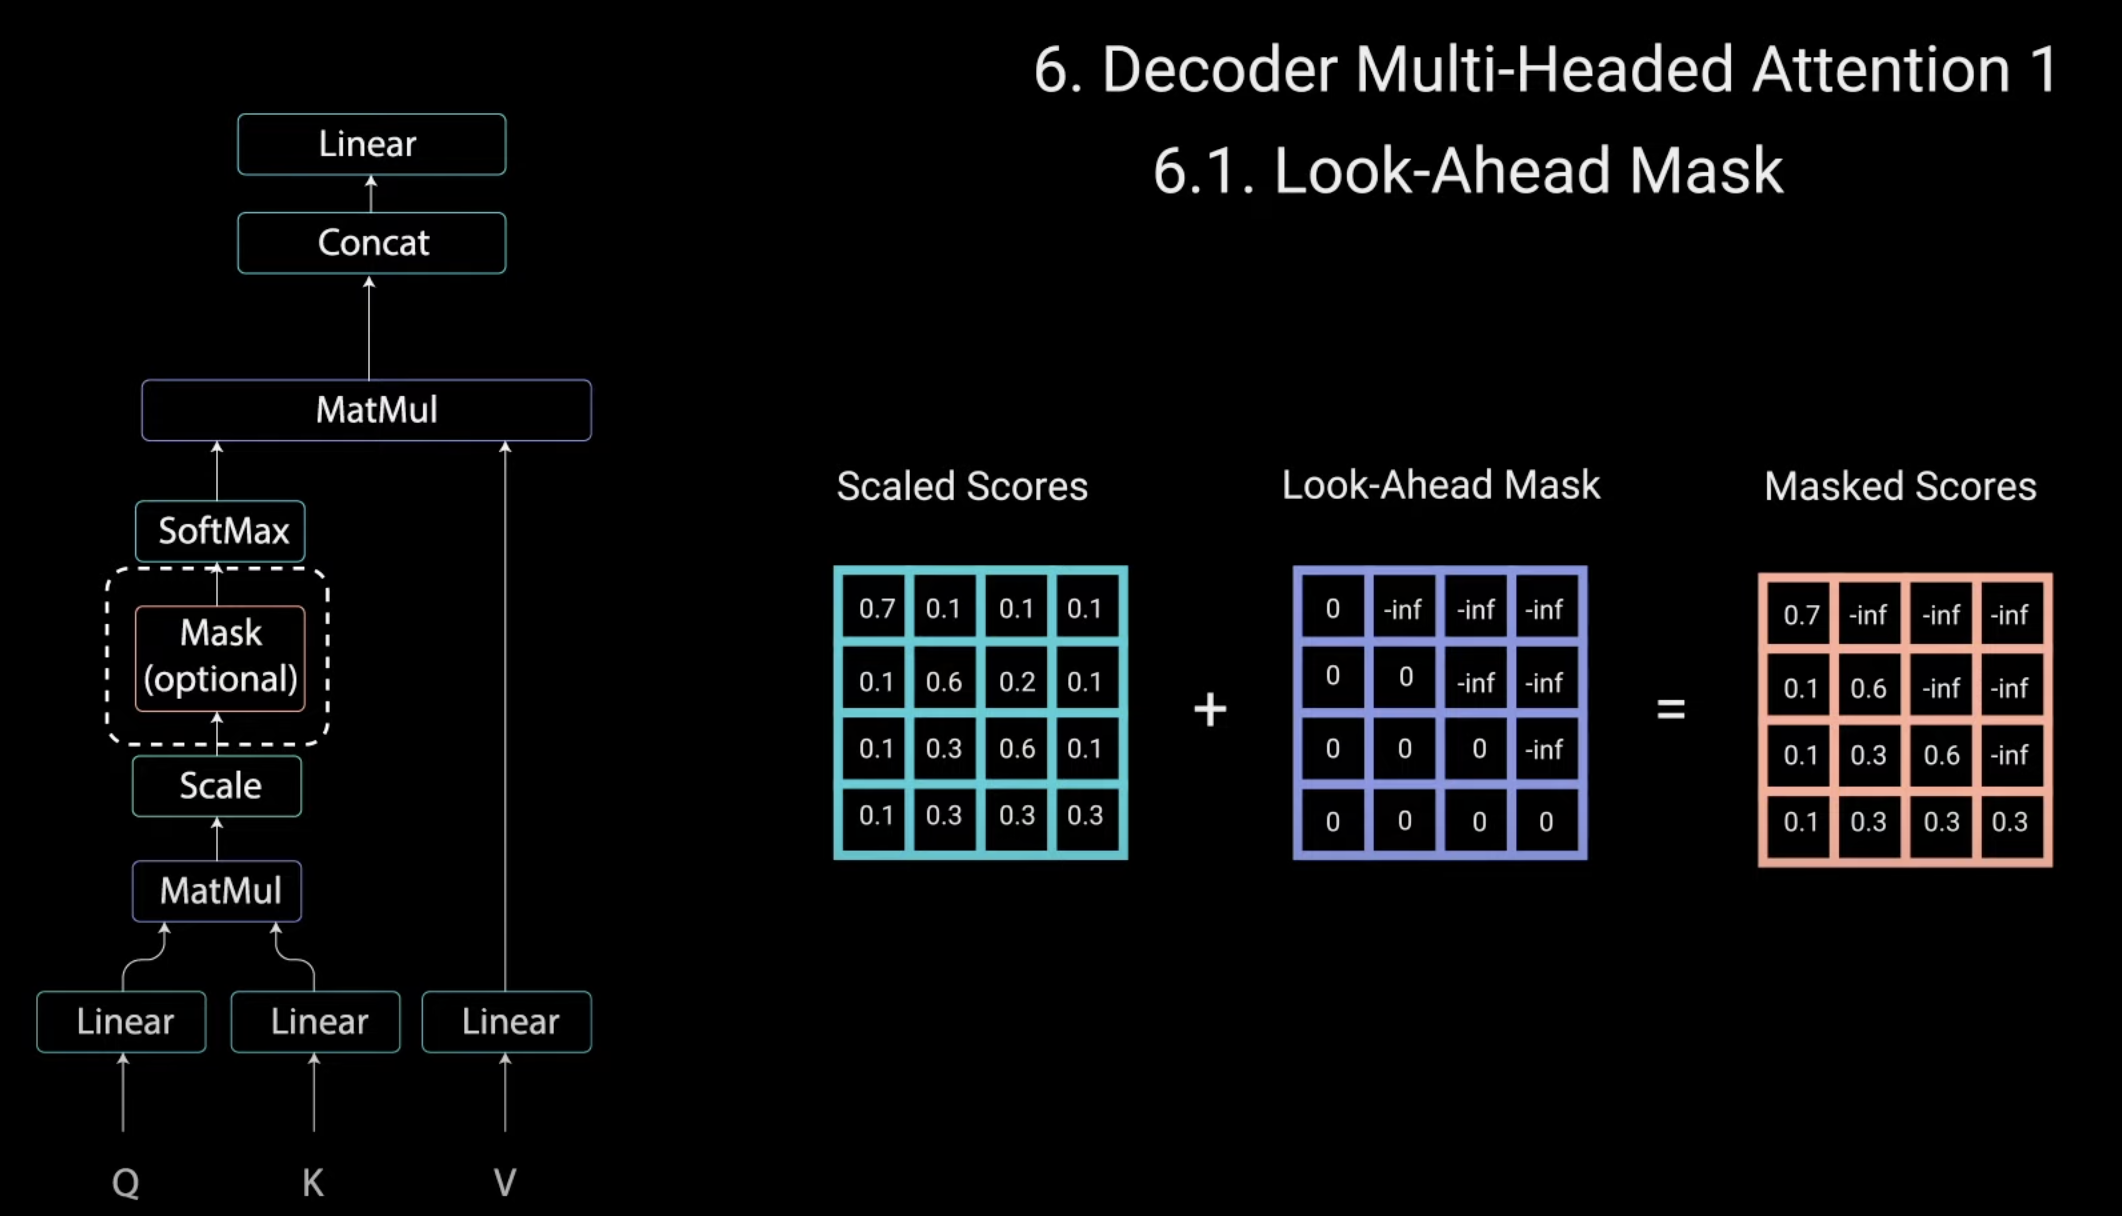 6. Decoder Multi-Headed Attention 1
6.1. Look-Ahead Mask
Linear
Concat
MatMul
SoftMax
Mask
(optional)
Scale
MatMul
Linear Linear Linear
Q K V
Scaled Scores
0.7 0.1 0.1 0.1
0.1 0.6 0.2 0.1
0.1 0.3 0.6 0.1
0.1 0.3 0.3 0.3
+
Look-Ahead Mask
0 -inf -inf -inf
0 0 -inf -inf
0 0 0 -inf
0 0 0 0
=
Masked Scores
0.7 -inf -inf -inf
0.1 0.6 -inf -inf
0.1 0.3 0.6 -inf
0.1 0.3 0.3 0.3